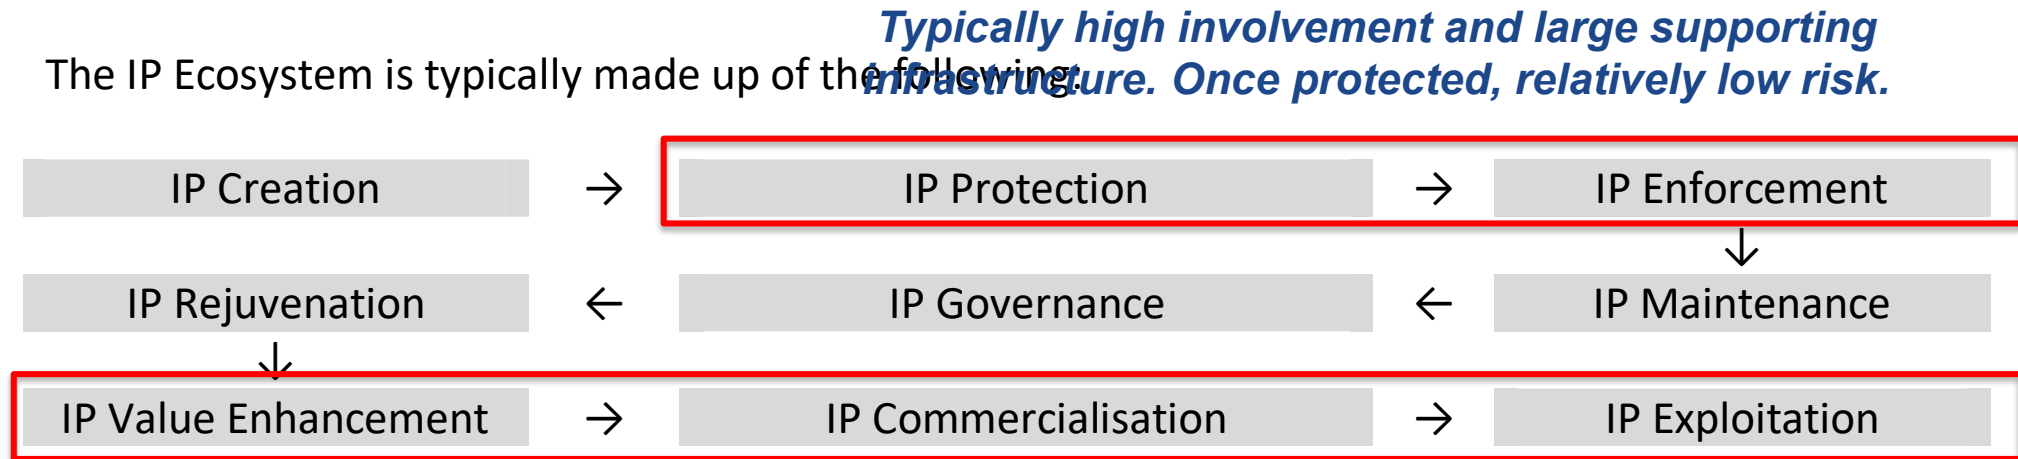 Typically high involvement and large supporting
infrastructure. Once protected, relatively low risk.
The IP Ecosystem is typically made up of the following:
IP Creation → IP Protection → IP Enforcement
↓
IP Rejuvenation ← IP Governance ← IP Maintenance
↓
IP Value Enhancement → IP Commercialisation → IP Exploitation